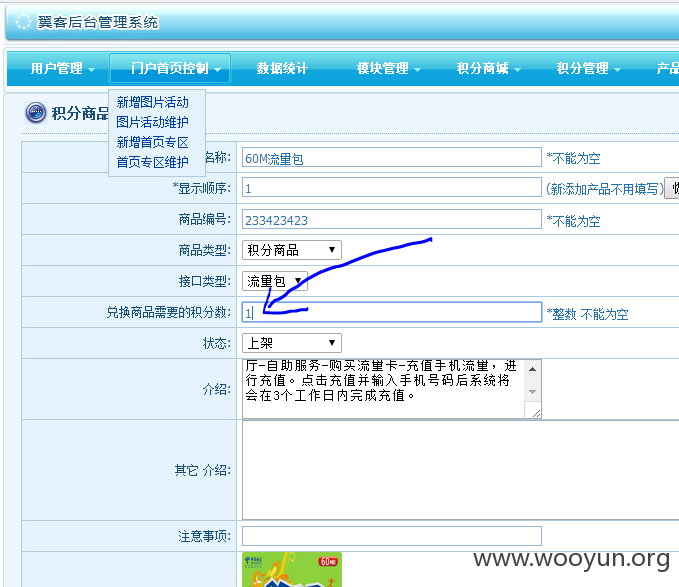 翼客后台管理系统
用户管理 门户首页控制 数据统计 模块管理 积分商城 积分管理 产品
新增图片活动
图片活动维护
新增首页专区
首页专区维护
积分商品
名称: 60M流量包 *不能为空
*显示顺序: 1 (新添加产品不用填写)
商品编号: 233423423 *不能为空
商品类型: 积分商品
接口类型: 流量包
兑换商品需要的积分数: 1 *整数 不能为空
状态: 上架
介绍: 厅-自助服务-购买流量卡-充值手机流量，进
行充值。点击充值并输入手机号码后系统将
会在3个工作日内完成充值。
其它 介绍:
注意事项:
中国电信 60M
www.wooyun.org